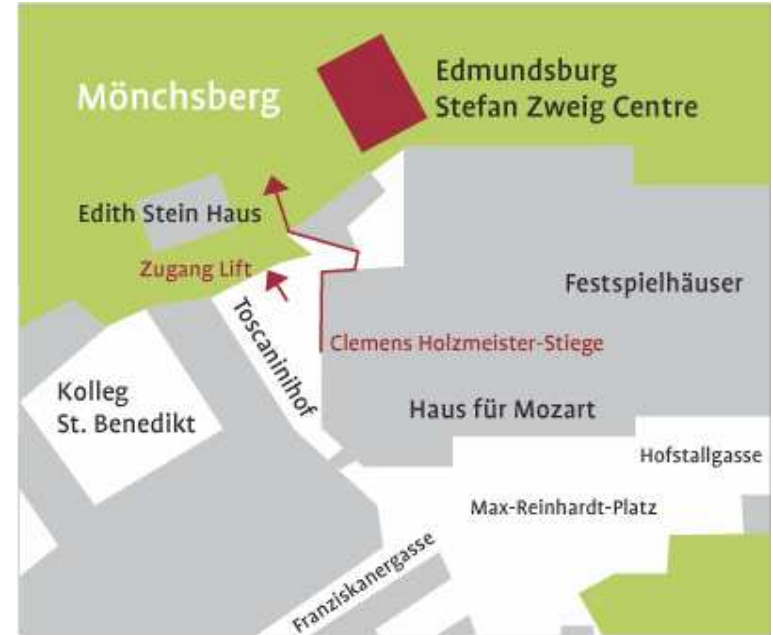 Mönchsberg
Edmundsburg
Stefan Zweig Centre
Edith Stein Haus
Zugang Lift
Festspielhäuser
Toscaninihof
Clemens Holzmeister-Stiege
Kolleg
St. Benedikt
Haus für Mozart
Hofstallgasse
Max-Reinhardt-Platz
Franziskanergasse